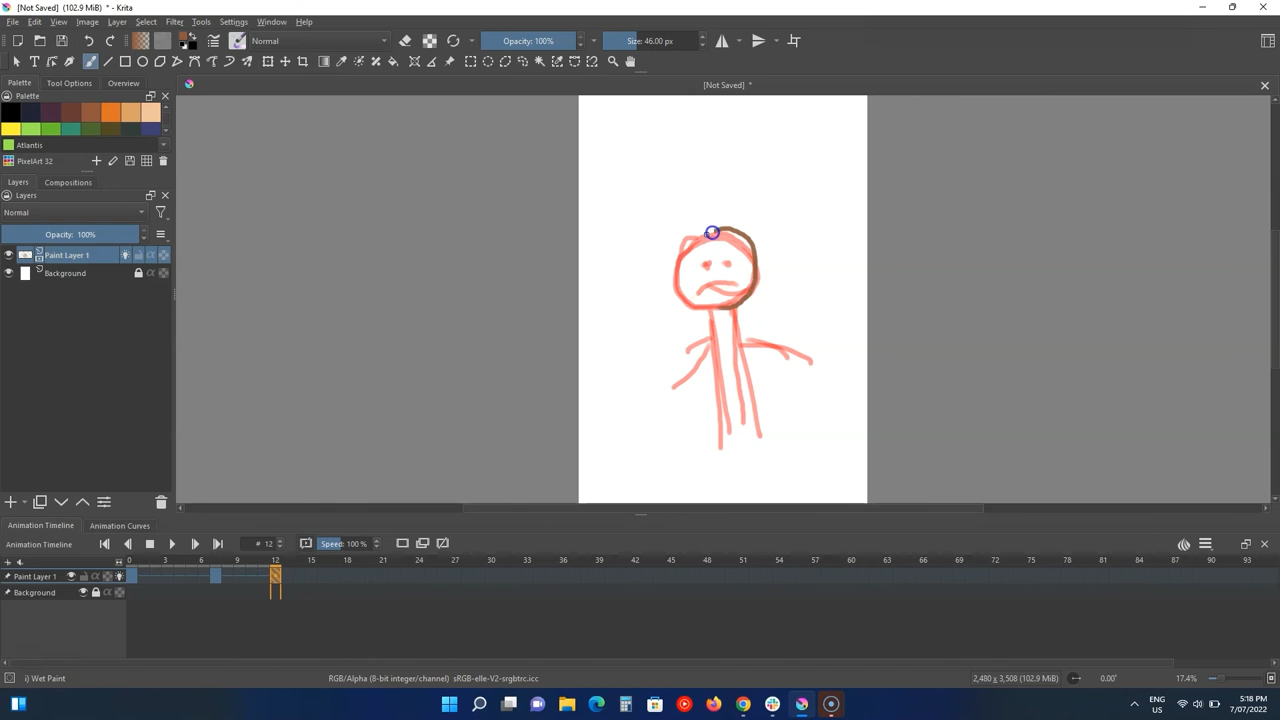 [Not Saved] (102.9 MiB) * - Krita
File Edit View Image Layer Select Filter Tools Settings Window Help
Normal Opacity: 100% Size: 46.00 px
Palette Tool Options Overview
[Not Saved] *
Palette
Atlantis
PixelArt 32
Layers Compositions
Layers
Normal
Opacity: 100%
Paint Layer 1
Background
Animation Timeline Animation Curves
Animation Timeline # 12 Speed: 100 %
0 3 6 9 12 15 18 21 24 27 30 33 36 39 42 45 48 51 54 57 60 63 66 69 72 75 78 81 84 87 90 93
Paint Layer 1
Background
i) Wet Paint RGB/Alpha (8-bit integer/channel) sRGB-elle-V2-srgbtrc.icc 2,480 x 3,508 (102.9 MiB) 0.00° 17.4%
ENG 5:18 PM
US 7/07/2022